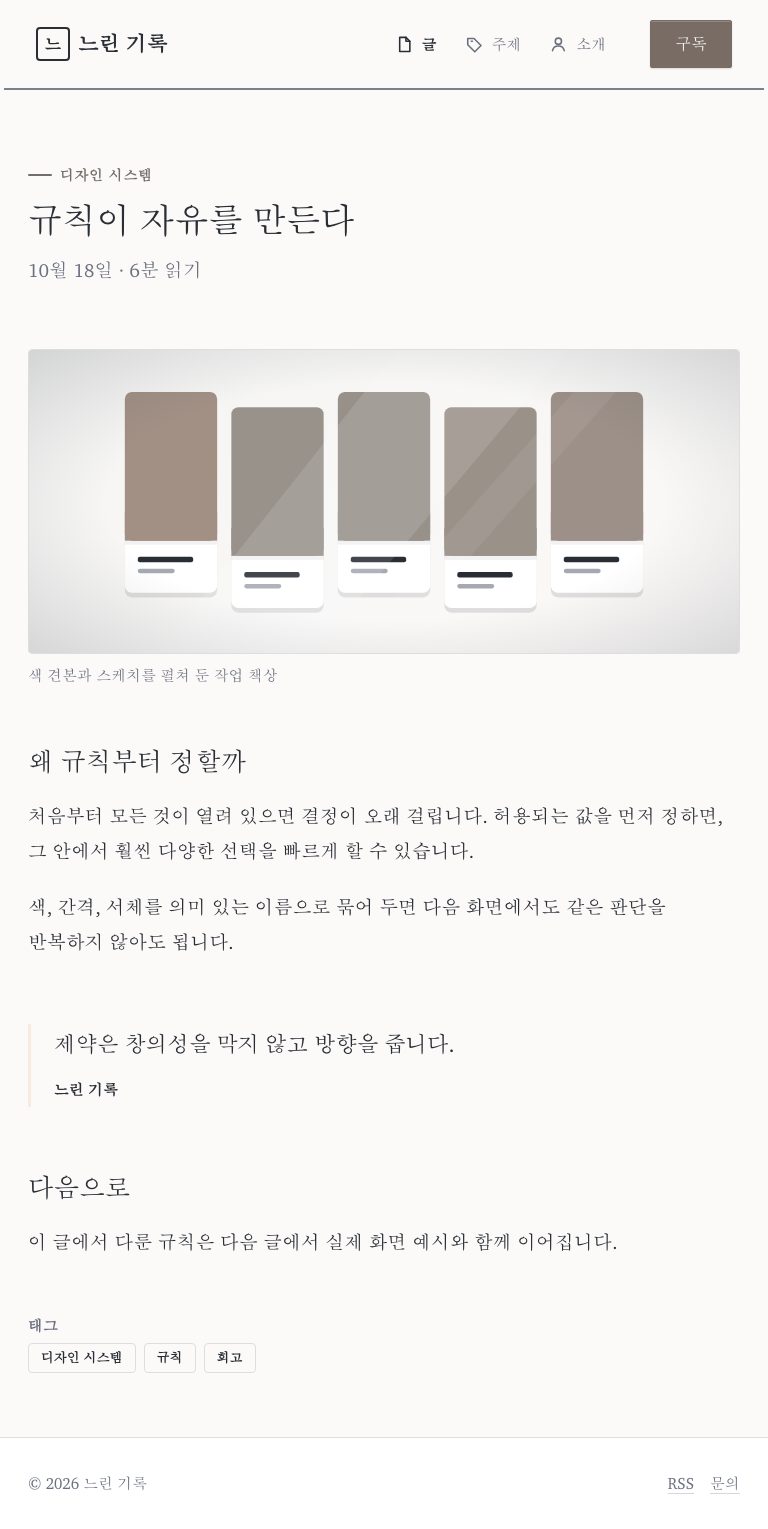 느 느린 기록
글 주제 소개 구독
디자인 시스템
규칙이 자유를 만든다
10월 18일 · 6분 읽기
색 견본과 스케치를 펼쳐 둔 작업 책상
왜 규칙부터 정할까
처음부터 모든 것이 열려 있으면 결정이 오래 걸립니다. 허용되는 값을 먼저 정하면,
그 안에서 훨씬 다양한 선택을 빠르게 할 수 있습니다.
색, 간격, 서체를 의미 있는 이름으로 묶어 두면 다음 화면에서도 같은 판단을
반복하지 않아도 됩니다.
제약은 창의성을 막지 않고 방향을 줍니다.
느린 기록
다음으로
이 글에서 다룬 규칙은 다음 글에서 실제 화면 예시와 함께 이어집니다.
태그
디자인 시스템 규칙 회고
© 2026 느린 기록 RSS 문의